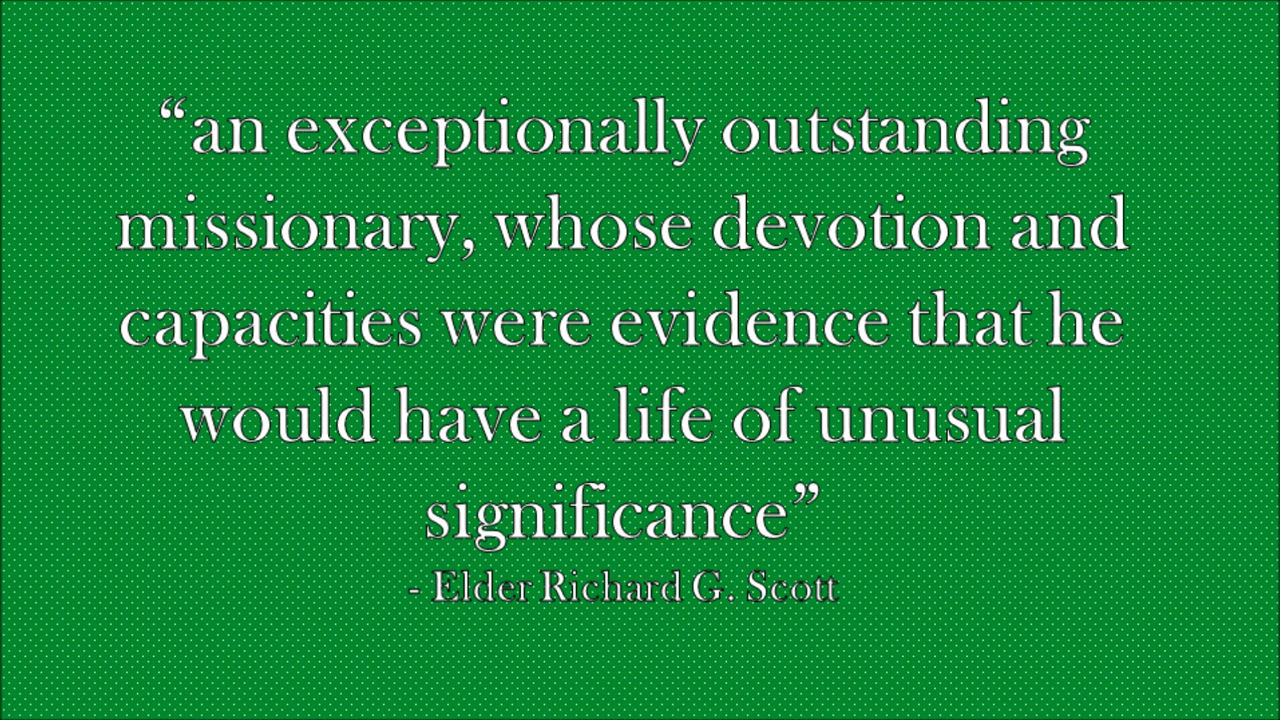 “an exceptionally outstanding
missionary, whose devotion and
capacities were evidence that he
would have a life of unusual
significance”
- Elder Richard G. Scott